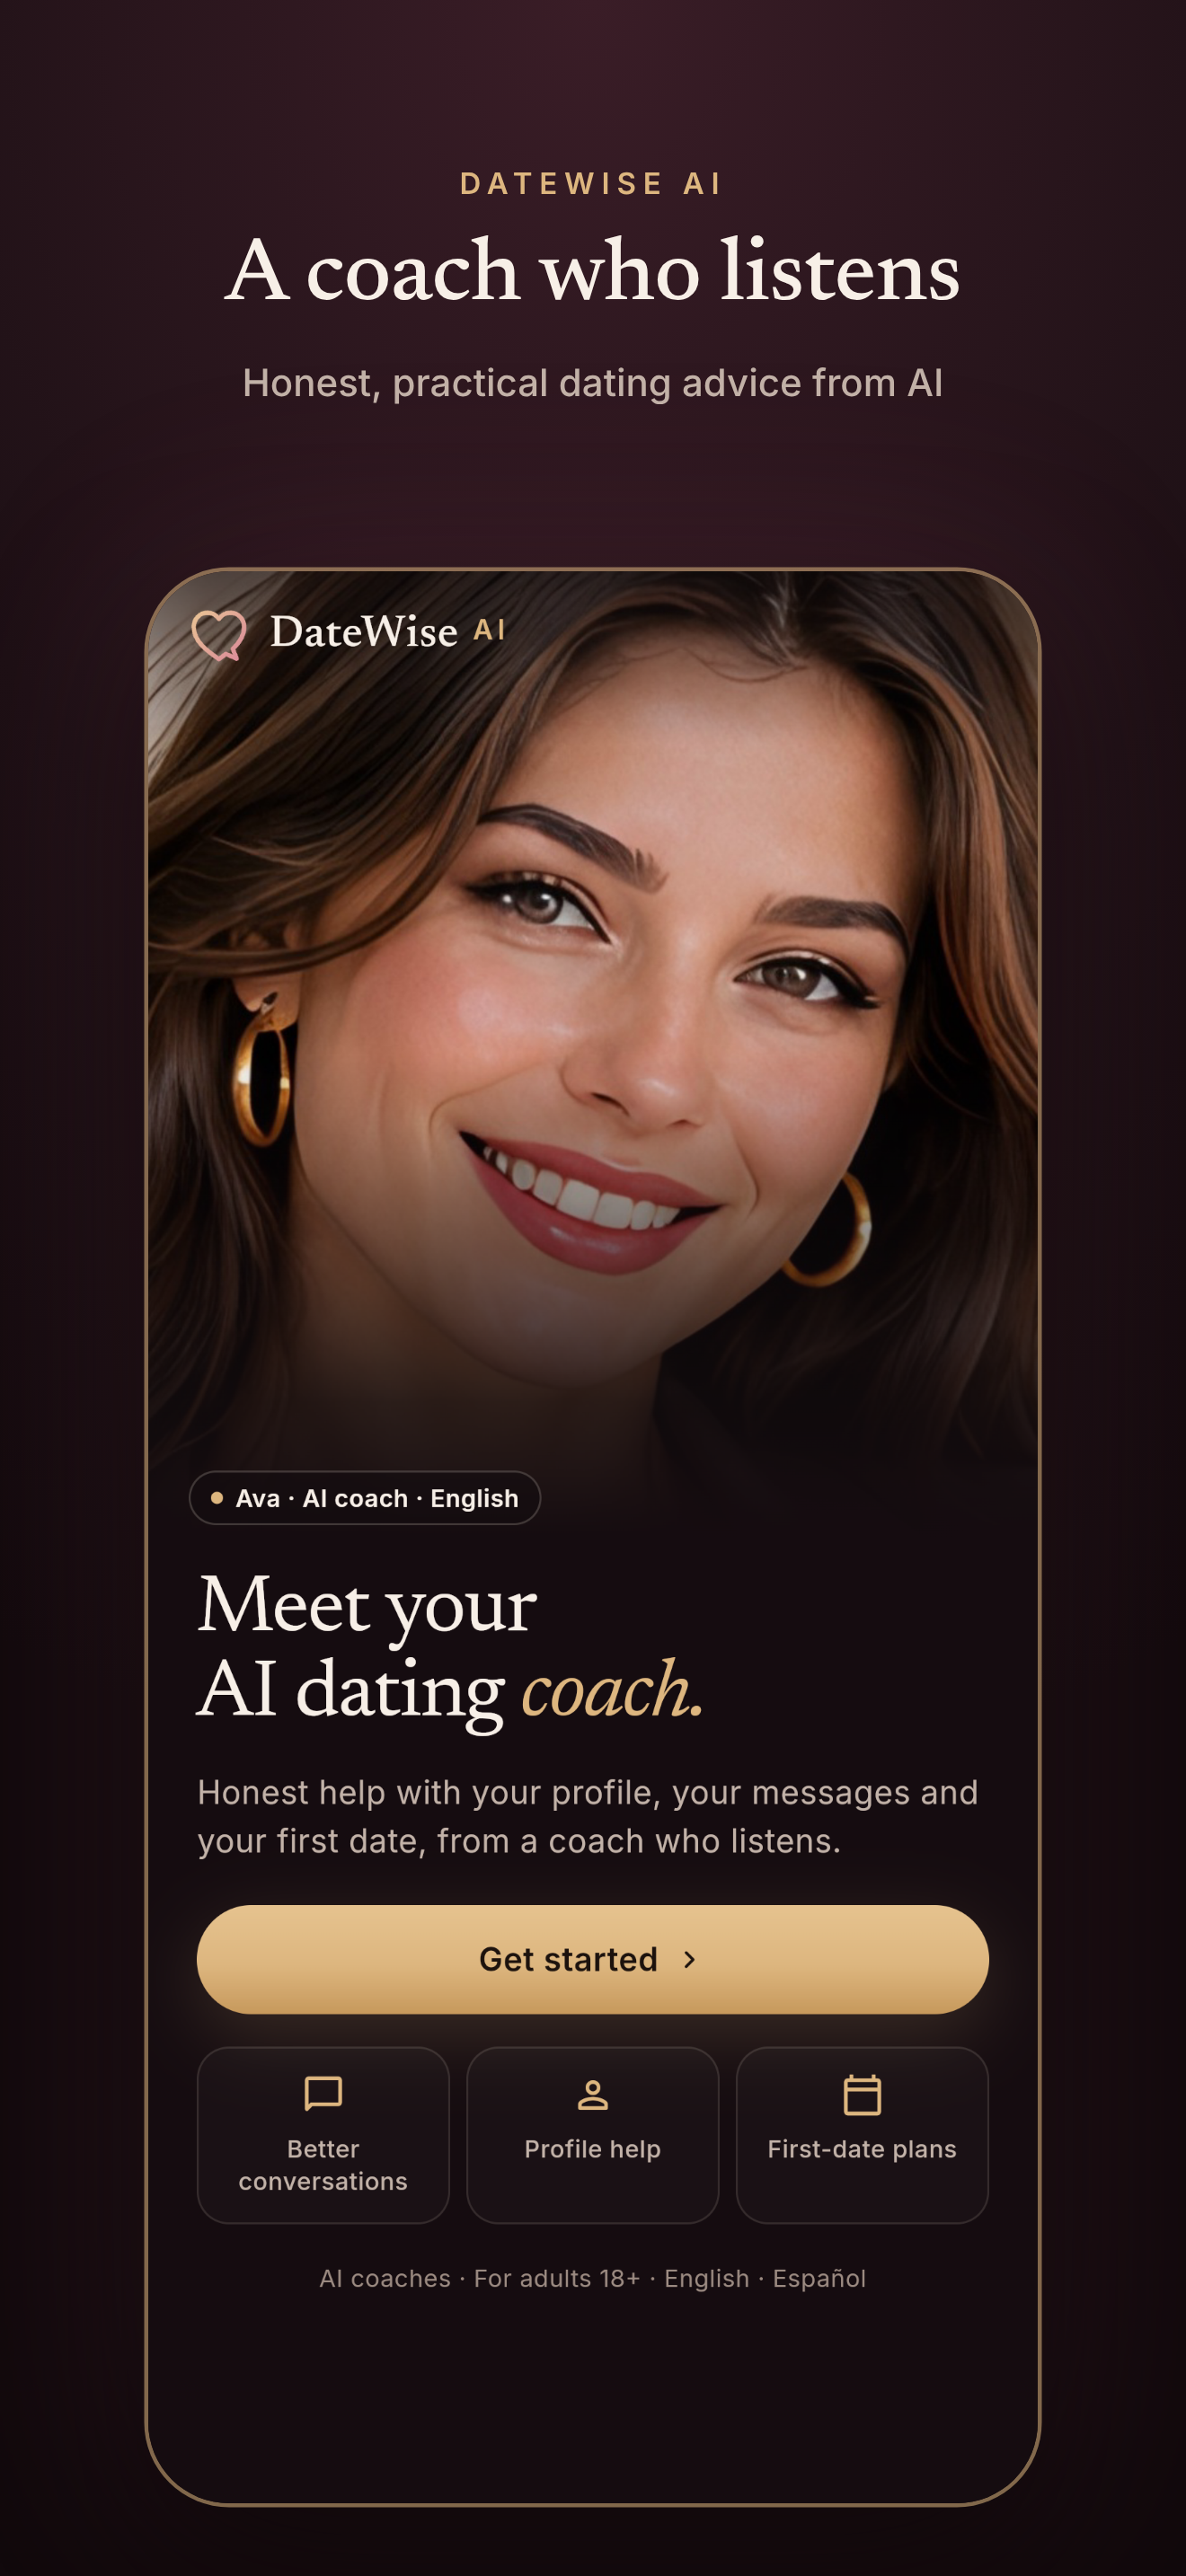 DATEWISE AI
A coach who listens
Honest, practical dating advice from AI
DateWise AI
Ava · AI coach · English
Meet your
AI dating coach.
Honest help with your profile, your messages and
your first date, from a coach who listens.
Get started
Better
conversations
Profile help
First-date plans
AI coaches · For adults 18+ · English · Español